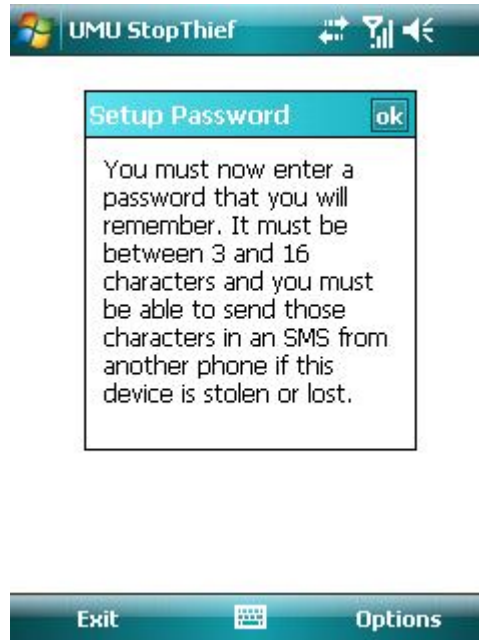 UMU StopThief
Setup Password ok
You must now enter a
password that you will
remember. It must be
between 3 and 16
characters and you must
be able to send those
characters in an SMS from
another phone if this
device is stolen or lost.
Exit Options